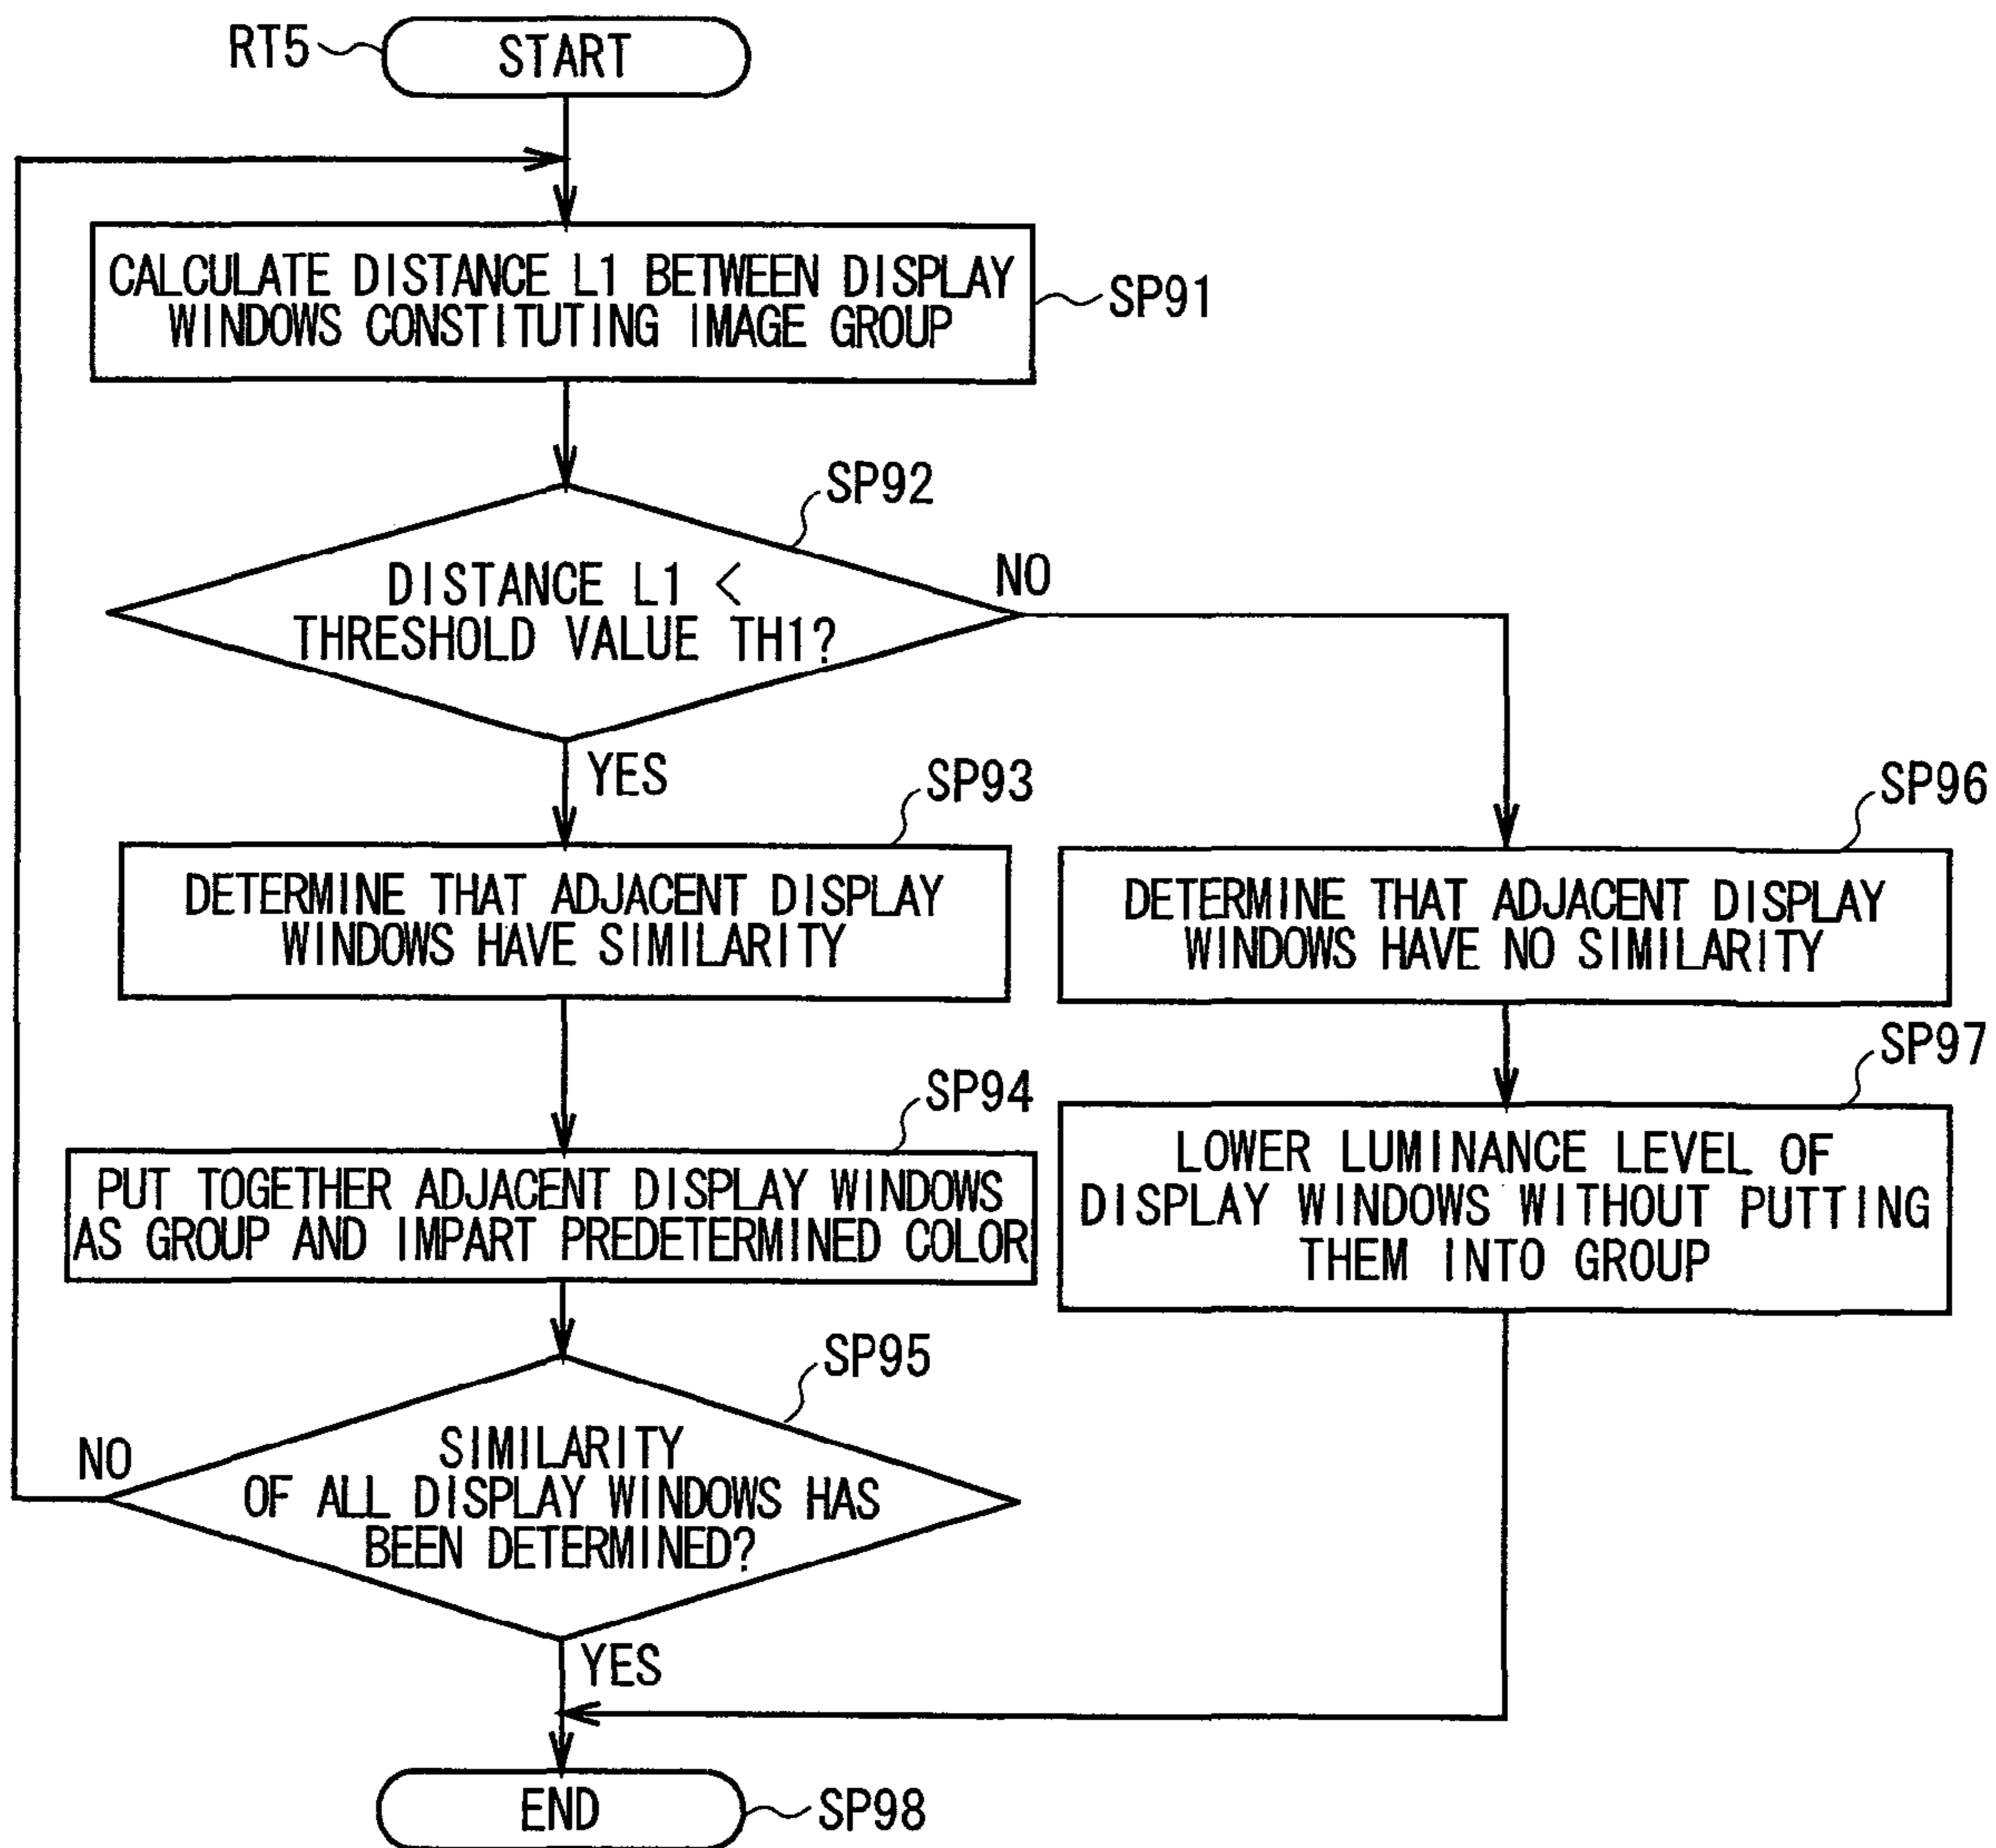 RT5
START
CALCULATE DISTANCE L1 BETWEEN DISPLAY
WINDOWS CONSTITUTING IMAGE GROUP
SP91
SP92
DISTANCE L1 <
THRESHOLD VALUE TH1?
NO
YES
SP93
DETERMINE THAT ADJACENT DISPLAY
WINDOWS HAVE SIMILARITY
SP96
DETERMINE THAT ADJACENT DISPLAY
WINDOWS HAVE NO SIMILARITY
SP94
PUT TOGETHER ADJACENT DISPLAY WINDOWS
AS GROUP AND IMPART PREDETERMINED COLOR
SP97
LOWER LUMINANCE LEVEL OF
DISPLAY WINDOWS WITHOUT PUTTING
THEM INTO GROUP
SP95
SIMILARITY
OF ALL DISPLAY WINDOWS HAS
BEEN DETERMINED?
NO
YES
END
SP98